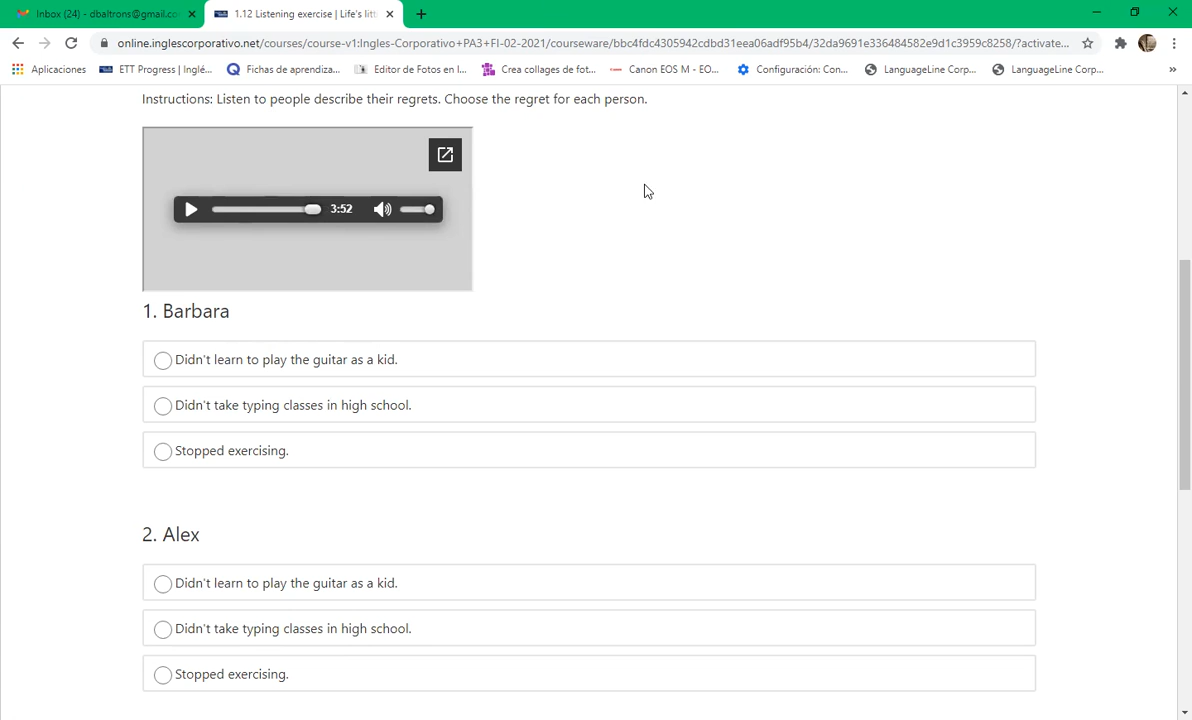 Inbox (24) - dbaltrons@gmail.co
1.12 Listening exercise | Life's litt
online.inglescorporativo.net/courses/course-v1:Ingles-Corporativo+PA3+FI-02-2021/courseware/bbc4fdc4305942cdbd31eea06adf95b4/32da9691e336484582e9d1c3959c8258/?activate...
Aplicaciones ETT Progress | Inglé... Fichas de aprendiza... Editor de Fotos en l... Crea collages de fot... Canon EOS M - EO... Configuración: Con... LanguageLine Corp... LanguageLine Corp... »
Instructions: Listen to people describe their regrets. Choose the regret for each person.
3:52
1. Barbara
Didn't learn to play the guitar as a kid.
Didn't take typing classes in high school.
Stopped exercising.
2. Alex
Didn't learn to play the guitar as a kid.
Didn't take typing classes in high school.
Stopped exercising.